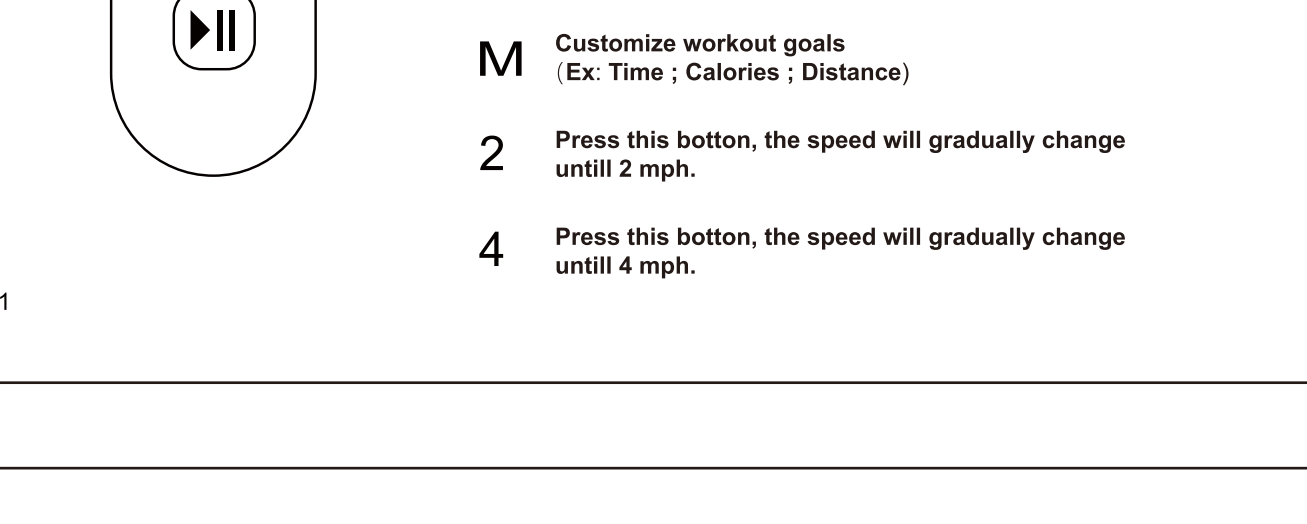 M Customize workout goals
(Ex: Time ; Calories ; Distance)
2 Press this botton, the speed will gradually change
untill 2 mph.
4 Press this botton, the speed will gradually change
untill 4 mph.
1